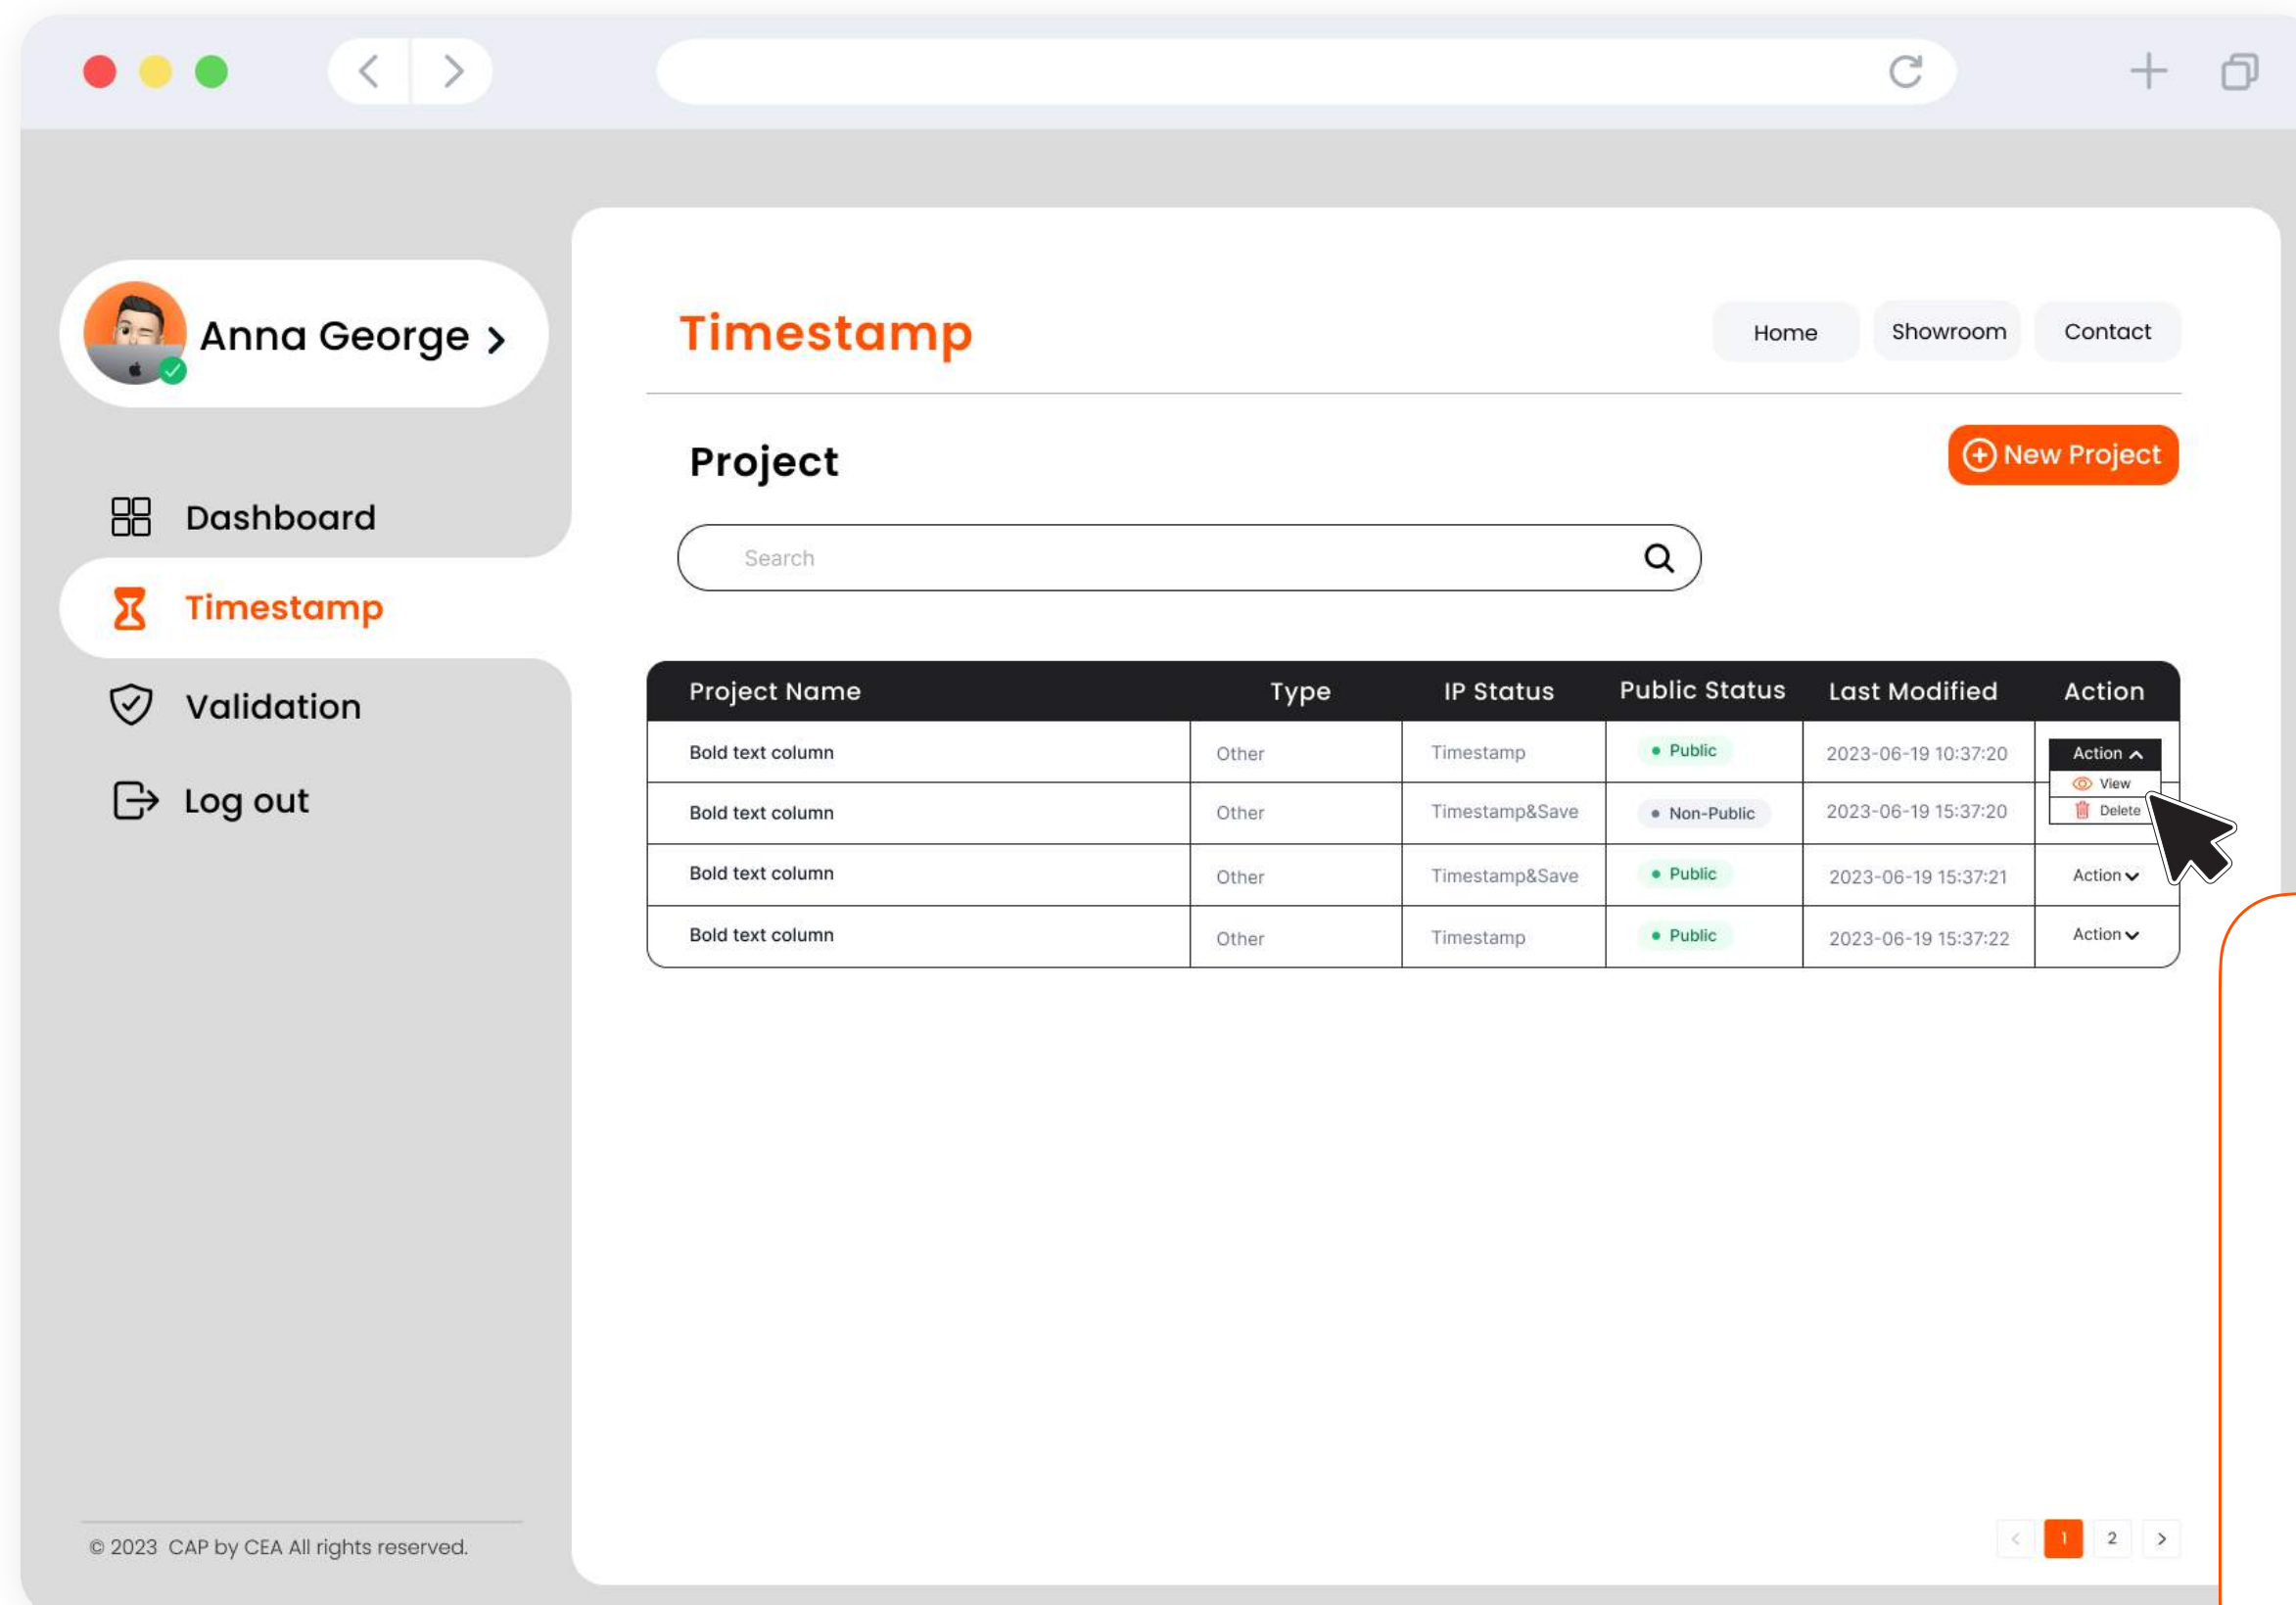 Anna George
Dashboard
Timestamp
Validation
Log out
© 2023 CAP by CEA All rights reserved.
Timestamp
Home Showroom Contact
Project
New Project
Search
Project Name Type IP Status Public Status Last Modified Action
Bold text column Other Timestamp Public 2023-06-19 10:37:20 Action
View
Bold text column Other Timestamp&Save Non-Public 2023-06-19 15:37:20 Delete
Bold text column Other Timestamp&Save Public 2023-06-19 15:37:21 Action
Bold text column Other Timestamp Public 2023-06-19 15:37:22 Action
1 2